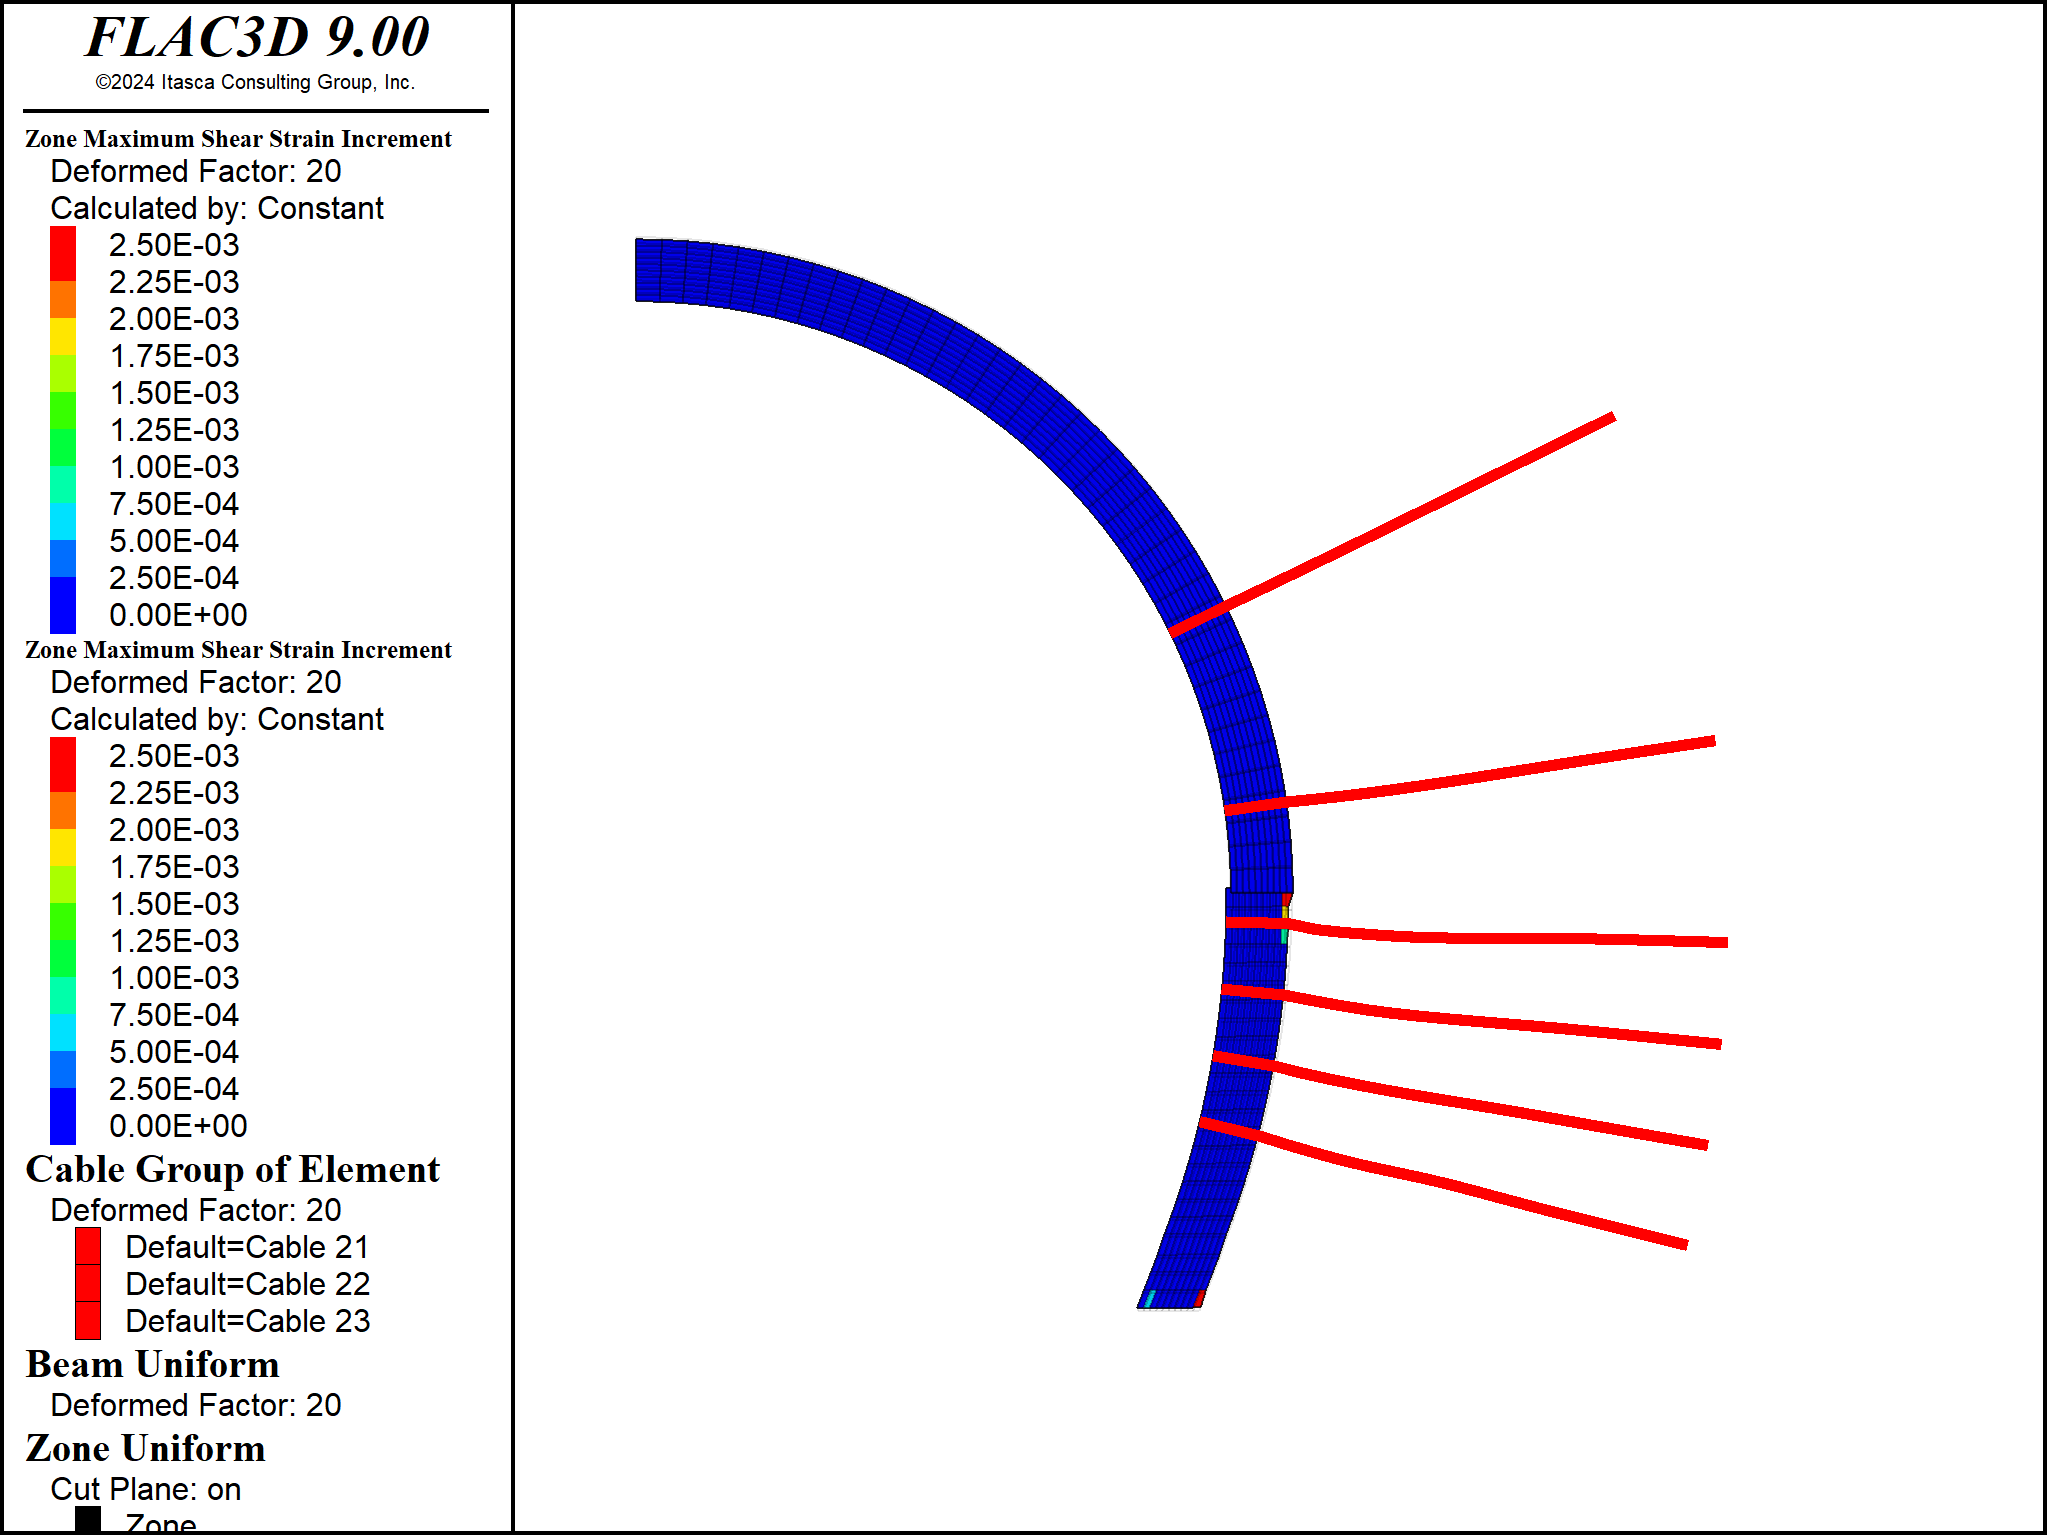 FLAC3D 9.00
©2024 Itasca Consulting Group, Inc.
Zone Maximum Shear Strain Increment
Deformed Factor: 20
Calculated by: Constant
2.50E-03
2.25E-03
2.00E-03
1.75E-03
1.50E-03
1.25E-03
1.00E-03
7.50E-04
5.00E-04
2.50E-04
0.00E+00
Zone Maximum Shear Strain Increment
Deformed Factor: 20
Calculated by: Constant
2.50E-03
2.25E-03
2.00E-03
1.75E-03
1.50E-03
1.25E-03
1.00E-03
7.50E-04
5.00E-04
2.50E-04
0.00E+00
Cable Group of Element
Deformed Factor: 20
Default=Cable 21
Default=Cable 22
Default=Cable 23
Beam Uniform
Deformed Factor: 20
Zone Uniform
Cut Plane: on
Zone